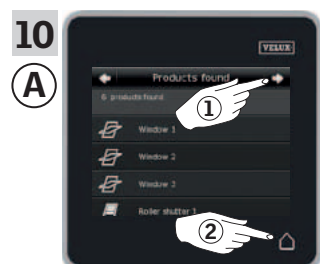 10
A
VELUX
Products found
6 products found
1
Window 1
Window 2
Window 3
Roller shutter 1
2